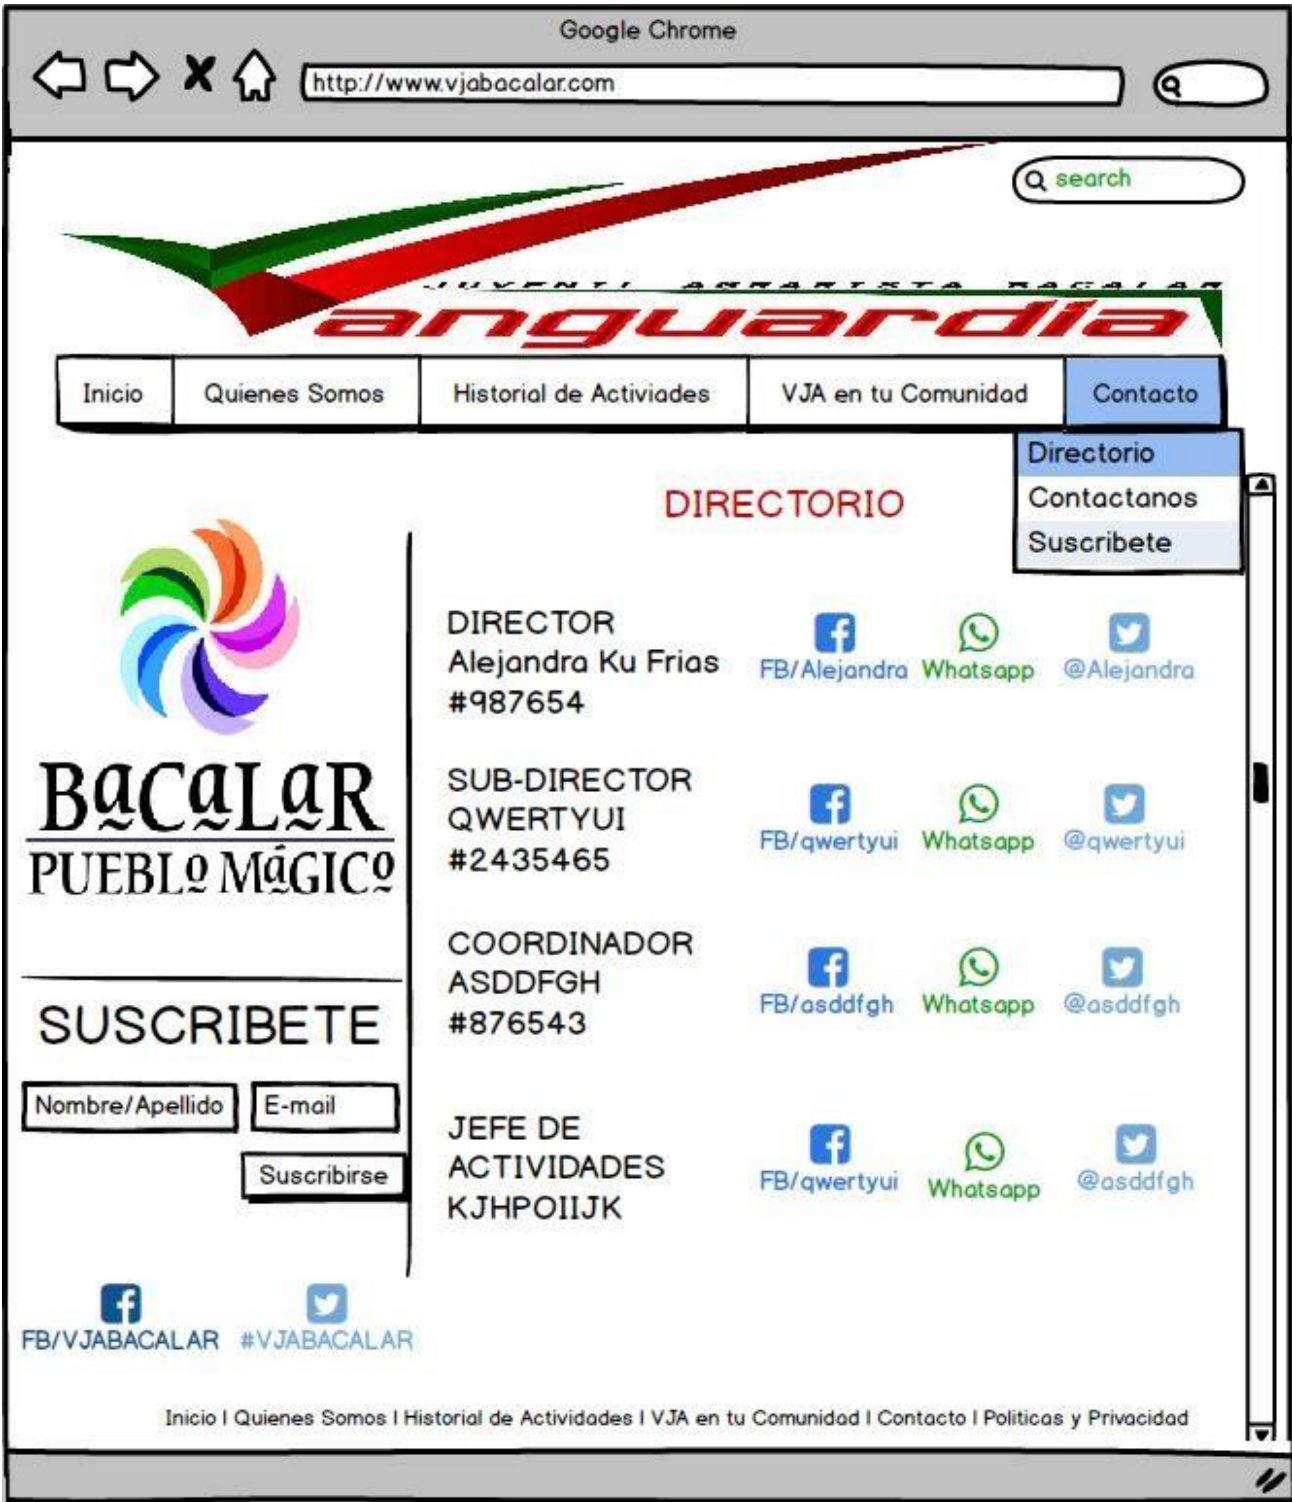 Google Chrome
http://www.vjabacalar.com
search
JUVENIL AGRARISTA BACALAR
Vanguardia
Inicio
Quienes Somos
Historial de Activiades
VJA en tu Comunidad
Contacto
Directorio
Contactanos
Suscribete
BACALAR
PUEBLO MÁGICO
SUSCRIBETE
Nombre/Apellido
E-mail
Suscribirse
FB/VJABACALAR
#VJABACALAR
DIRECTORIO
DIRECTOR
Alejandra Ku Frias
#987654
FB/Alejandra
Whatsapp
@Alejandra
SUB-DIRECTOR
QWERTYUI
#2435465
FB/qwertyui
Whatsapp
@qwertyui
COORDINADOR
ASDDFGH
#876543
FB/asddfgh
Whatsapp
@asddfgh
JEFE DE
ACTIVIDADES
KJHPOIIJK
FB/qwertyui
Whatsapp
@asddfgh
Inicio | Quienes Somos | Historial de Actividades | VJA en tu Comunidad | Contacto | Politicas y Privacidad